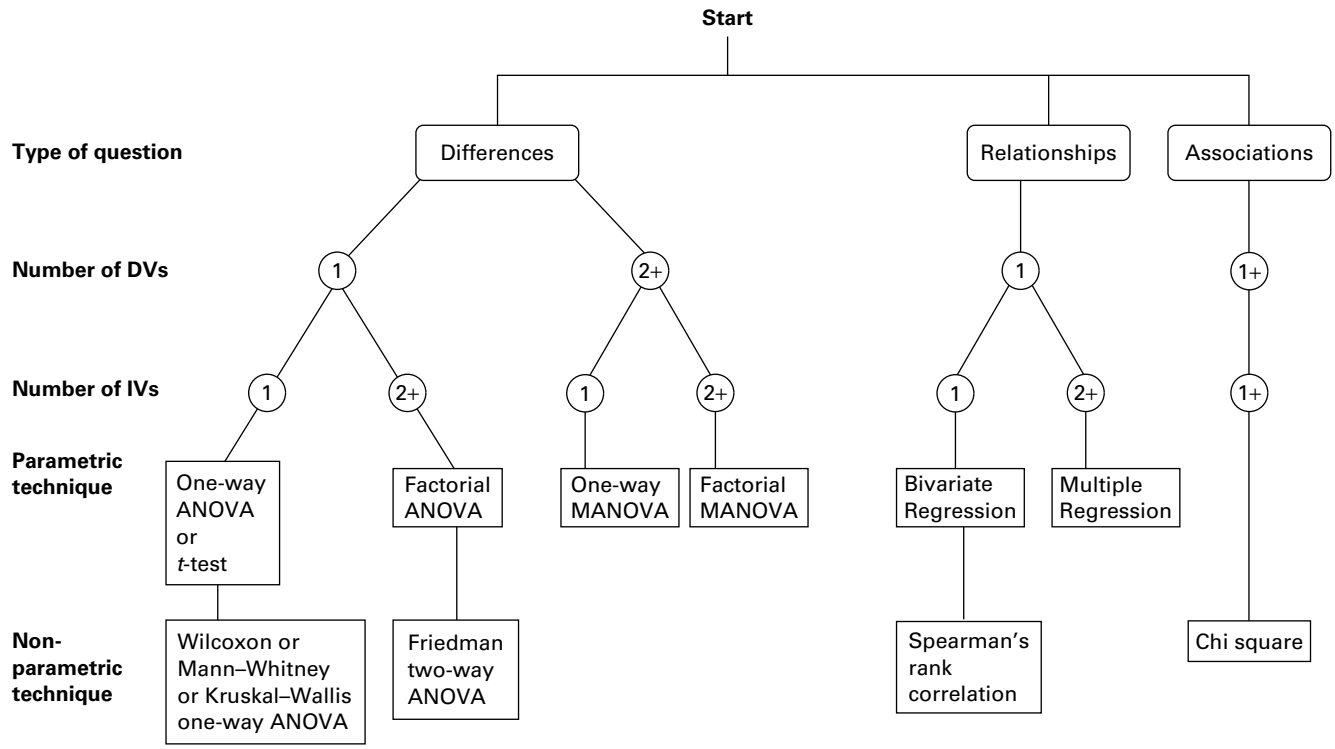 Start
Type of question
Differences
Relationships
Associations
Number of DVs
1
2+
1
1+
Number of IVs
1
2+
1
2+
1
2+
1+
Parametric
technique
One-way
ANOVA
or
t-test
Factorial
ANOVA
One-way
MANOVA
Factorial
MANOVA
Bivariate
Regression
Multiple
Regression
Non-
parametric
technique
Wilcoxon or
Mann–Whitney
or Kruskal–Wallis
one-way ANOVA
Friedman
two-way
ANOVA
Spearman’s
rank
correlation
Chi square